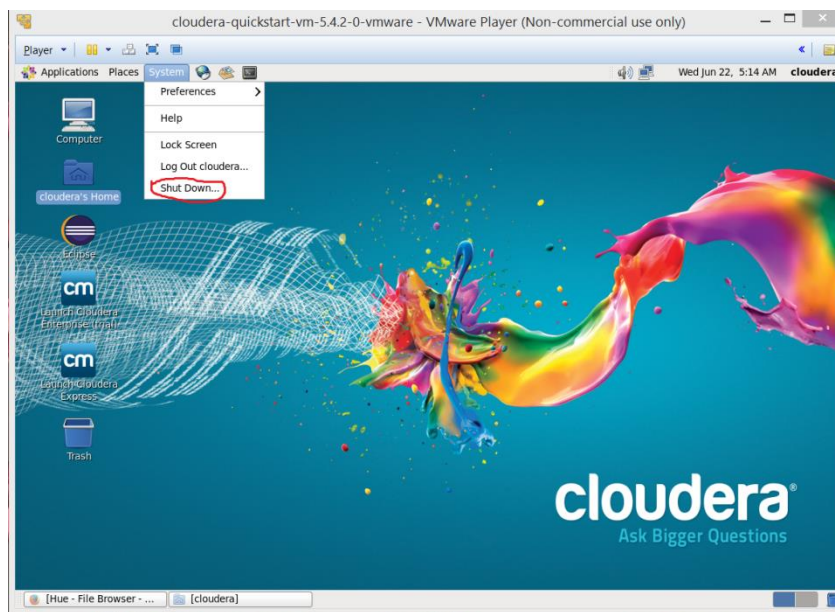 cloudera-quickstart-vm-5.4.2-0-vmware - VMware Player (Non-commercial use only)
Player
Applications Places System Wed Jun 22, 5:14 AM cloudera
Preferences
Help
Lock Screen
Log Out cloudera...
Shut Down...
Computer
cloudera's Home
Eclipse
cm
Launch Cloudera
Enterprise (trial)
cm
Launch Cloudera
Express
Trash
cloudera®
Ask Bigger Questions
[Hue - File Browser - ... [cloudera]